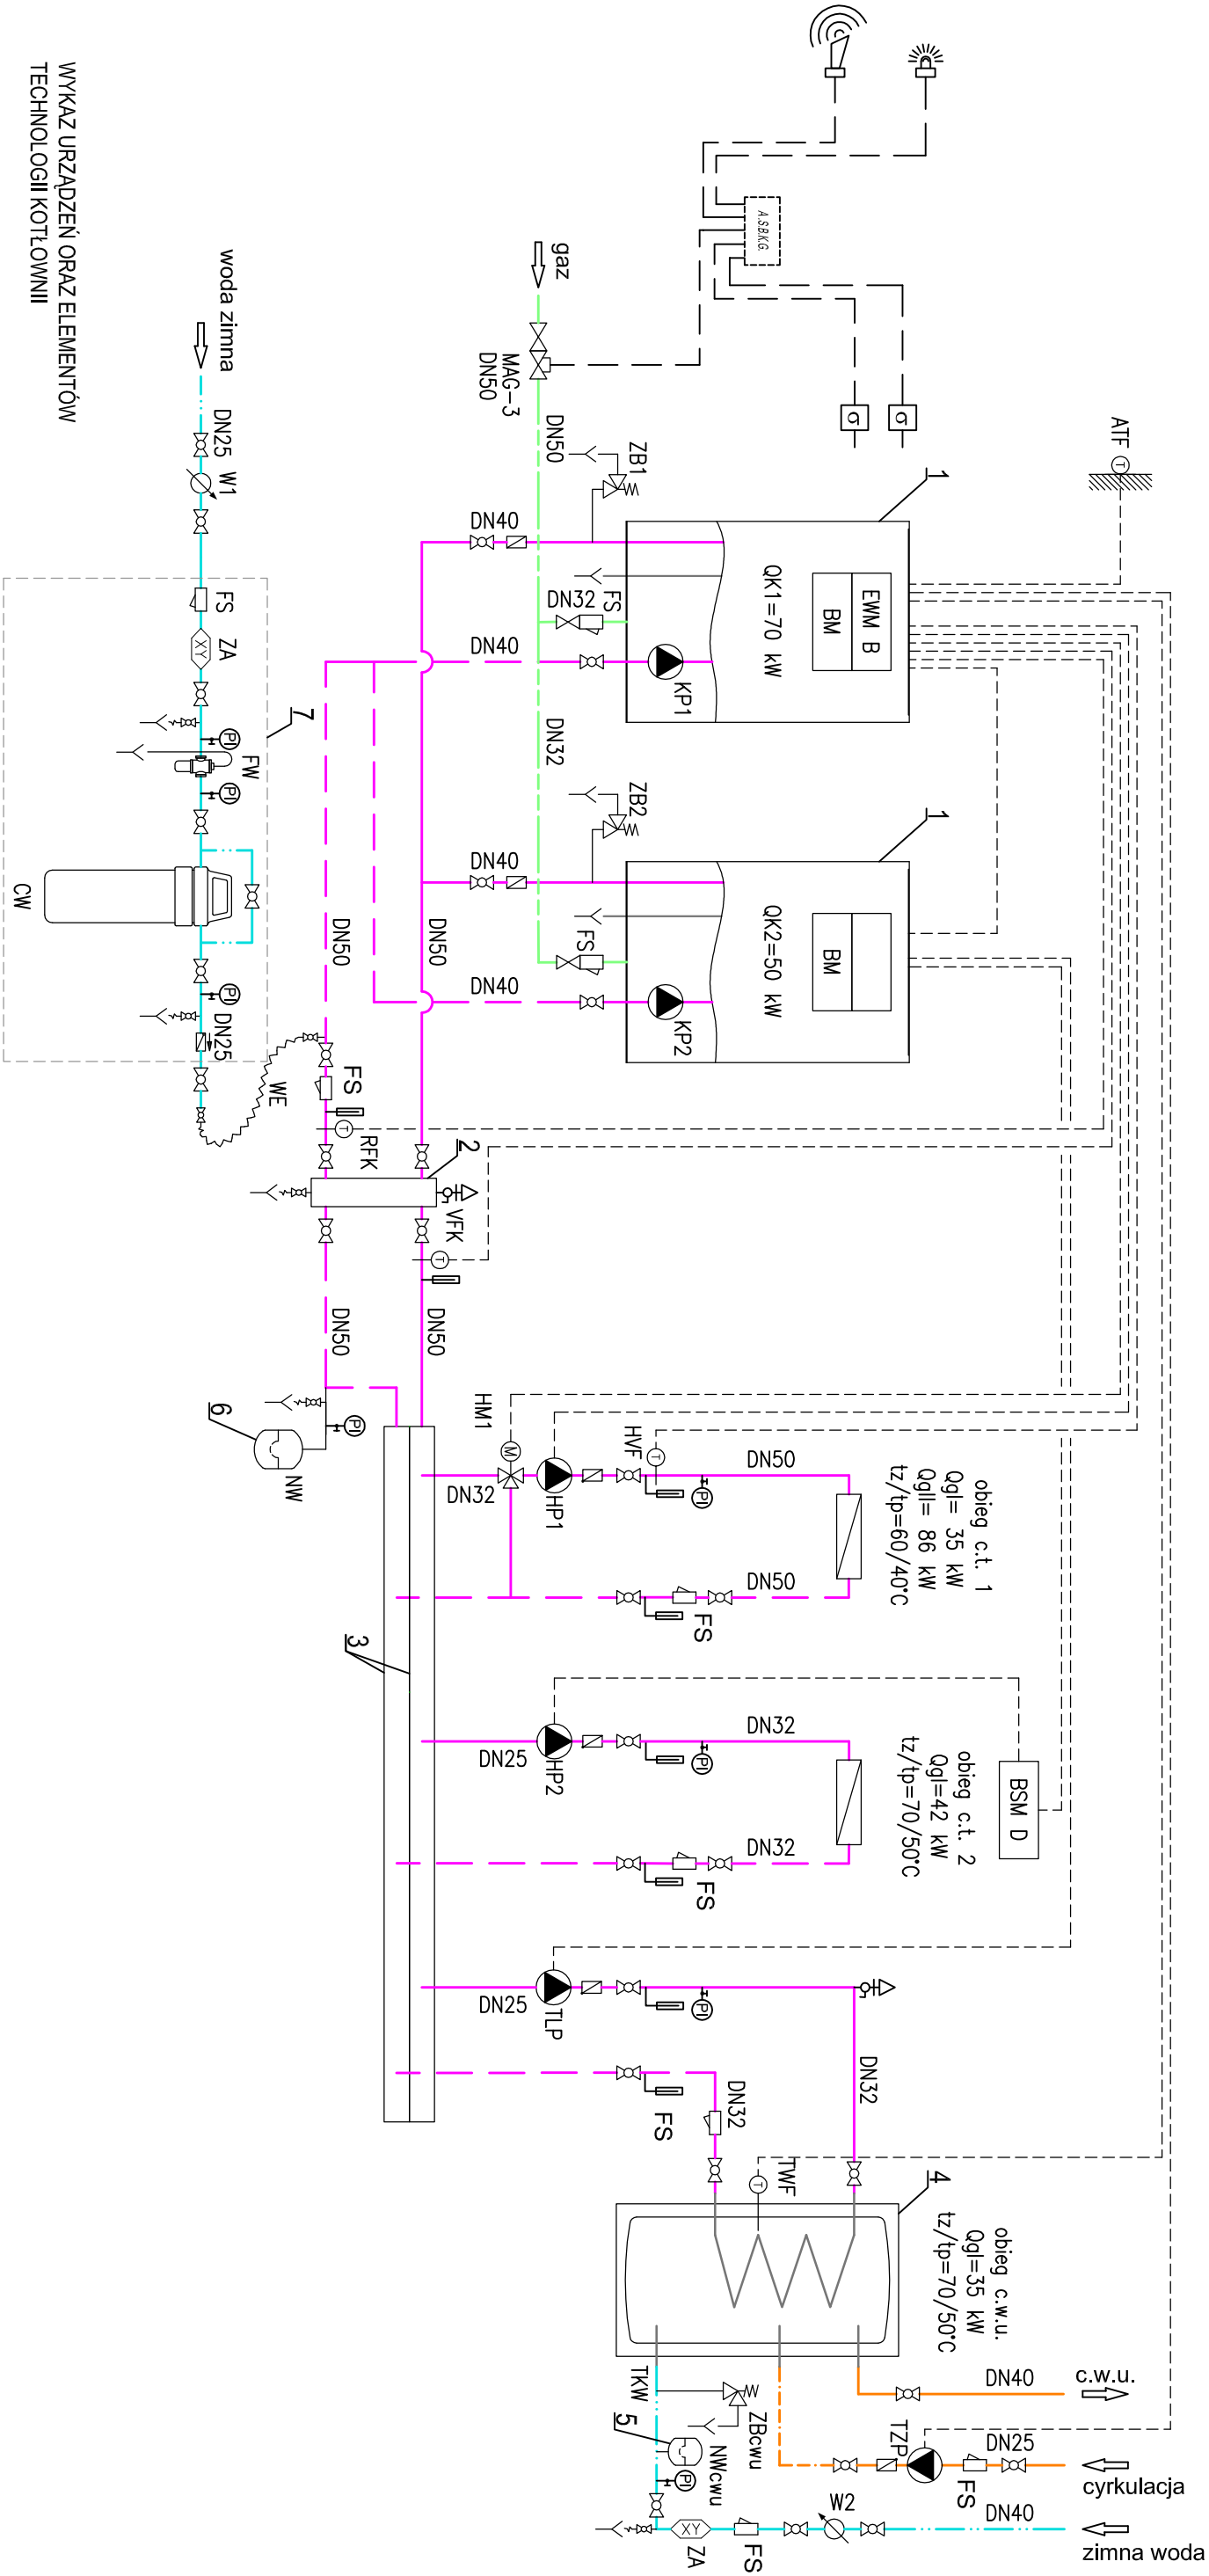 WYKAZ URZĄDZEŃ ORAZ ELEMENTÓW
TECHNOLOGII KOTŁOWNII
A.S.B.K.G.
gaz
MAG-3
DN50
DN50
σ
σ
ATF
T
1
ZB1
DN40
QK1=70 kW
EWM B
BM
DN32
FS
DN40
KP1
DN32
1
ZB2
DN40
QK2=50 kW
BM
FS
DN40
KP2
woda zimna
DN25
W1
FS
ZA
XY
7
PI
FW
PI
CW
PI
DN25
WE
DN50
DN50
FS
T
RFK
2
VFK
T
DN50
DN50
6
NW
PI
3
HM1
M
DN32
HP1
HVF
T
PI
DN50
obieg c.t. 1
QgI= 35 kW
QgII= 86 kW
tz/tp=60/40°C
DN50
FS
DN25
HP2
PI
DN32
obieg c.t. 2
QgI=42 kW
tz/tp=70/50°C
BSM D
DN32
FS
DN25
TLP
PI
DN32
DN32
FS
TWF
T
4
obieg c.w.u.
QgI=35 kW
tz/tp=70/50°C
c.w.u.
DN40
TKW
ZBcwu
5
NWcwu
PI
TZP
DN25
FS
cyrkulacja
W2
DN40
zimna woda
ZA
XY
FS